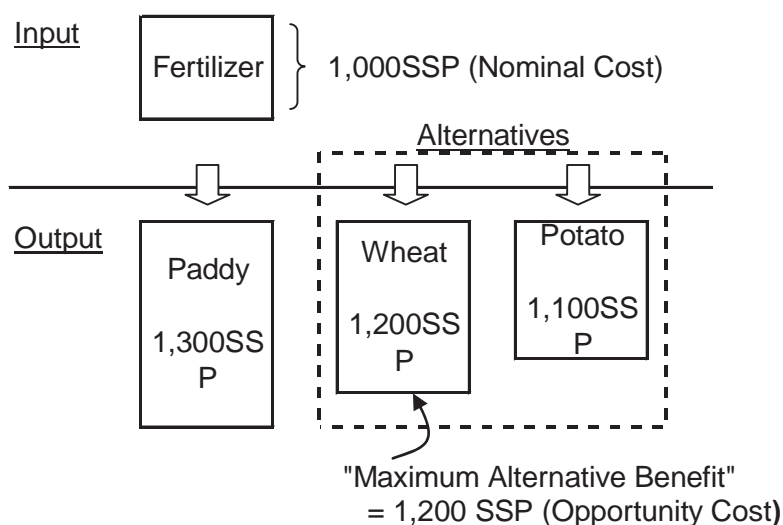 Input
Fertilizer
1,000SSP (Nominal Cost)
Alternatives
Output
Paddy
1,300SS
P
Wheat
1,200SS
P
Potato
1,100SS
P
"Maximum Alternative Benefit"
= 1,200 SSP (Opportunity Cost)